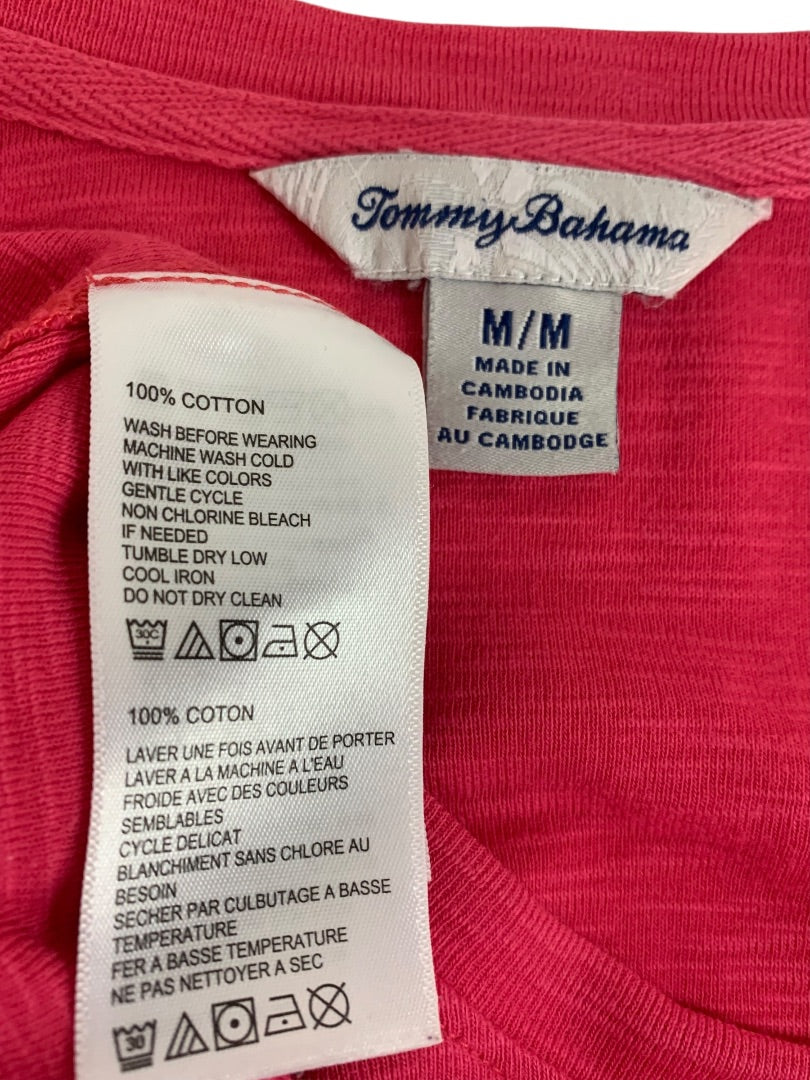 Tommy Bahama
M/M
MADE IN
CAMBODIA
FABRIQUE
AU CAMBODGE
100% COTTON
WASH BEFORE WEARING
MACHINE WASH COLD
WITH LIKE COLORS
GENTLE CYCLE
NON CHLORINE BLEACH
IF NEEDED
TUMBLE DRY LOW
COOL IRON
DO NOT DRY CLEAN
30C
100% COTON
LAVER UNE FOIS AVANT DE PORTER
LAVER A LA MACHINE A L'EAU
FROIDE AVEC DES COULEURS
SEMBLABLES
CYCLE DELICAT
BLANCHIMENT SANS CHLORE AU
BESOIN
SECHER PAR CULBUTAGE A BASSE
TEMPERATURE
FER A BASSE TEMPERATURE
NE PAS NETTOYER A SEC
30